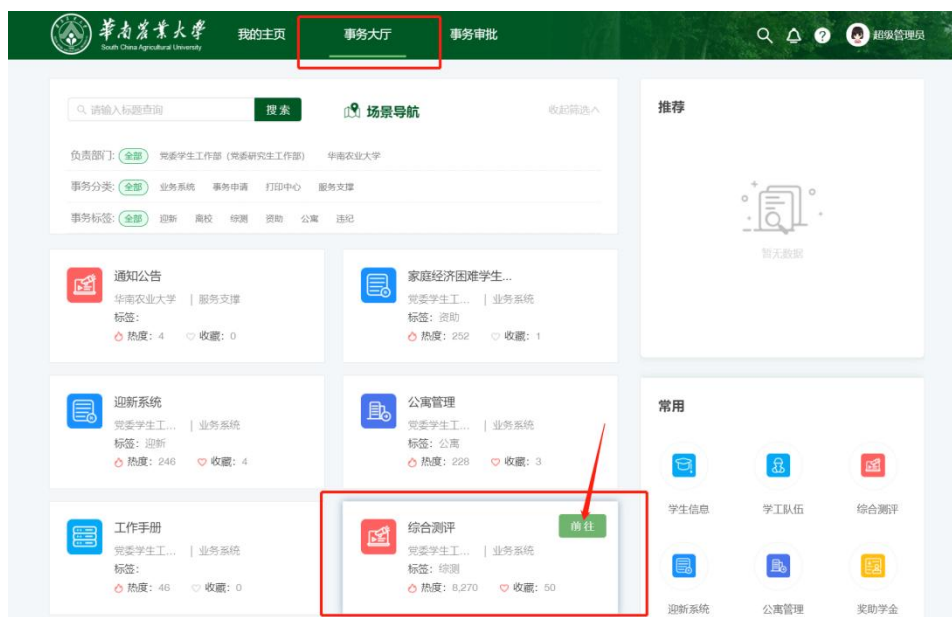 華南农業大學
South China Agricultural University
我的主页
事务大厅
事务审批
超级管理员
请输入标题查询
搜索
场景导航
收起筛选
负责部门: 全部 党委学生工作部 (党委研究生工作部) 华南农业大学
事务分类: 全部 业务系统 事务申请 打印中心 服务支撑
事务标签: 全部 迎新 离校 综测 资助 公寓 违纪
通知公告
华南农业大学 | 服务支撑
标签:
热度: 4 收藏: 0
家庭经济困难学生...
党委学生工... | 业务系统
标签: 资助
热度: 252 收藏: 1
迎新系统
党委学生工... | 业务系统
标签: 迎新
热度: 246 收藏: 4
公寓管理
党委学生工... | 业务系统
标签: 公寓
热度: 228 收藏: 3
工作手册
党委学生工... | 业务系统
标签:
热度: 46 收藏: 0
综合测评
前往
党委学生工... | 业务系统
标签: 综测
热度: 8,270 收藏: 50
推荐
暂无数据
常用
学生信息
学工队伍
综合测评
迎新系统
公寓管理
奖助学金